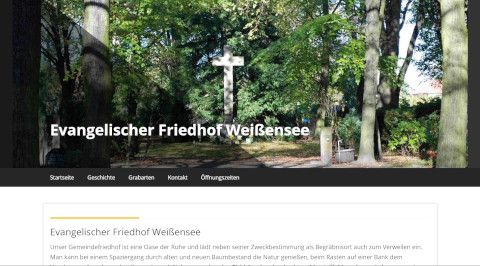 Evangelischer Friedhof Weißensee
Startseite Geschichte Grabarten Kontakt Öffnungszeiten
Evangelischer Friedhof Weißensee
Unser Gemeindefriedhof ist eine Oase der Ruhe und lädt neben seiner Zweckbestimmung als Begräbnisort auch zum Verweilen ein.
Man kann bei einem Spaziergang durch alten und neuen Baumbestand die Natur genießen, beim Rasten auf einer Bank dem